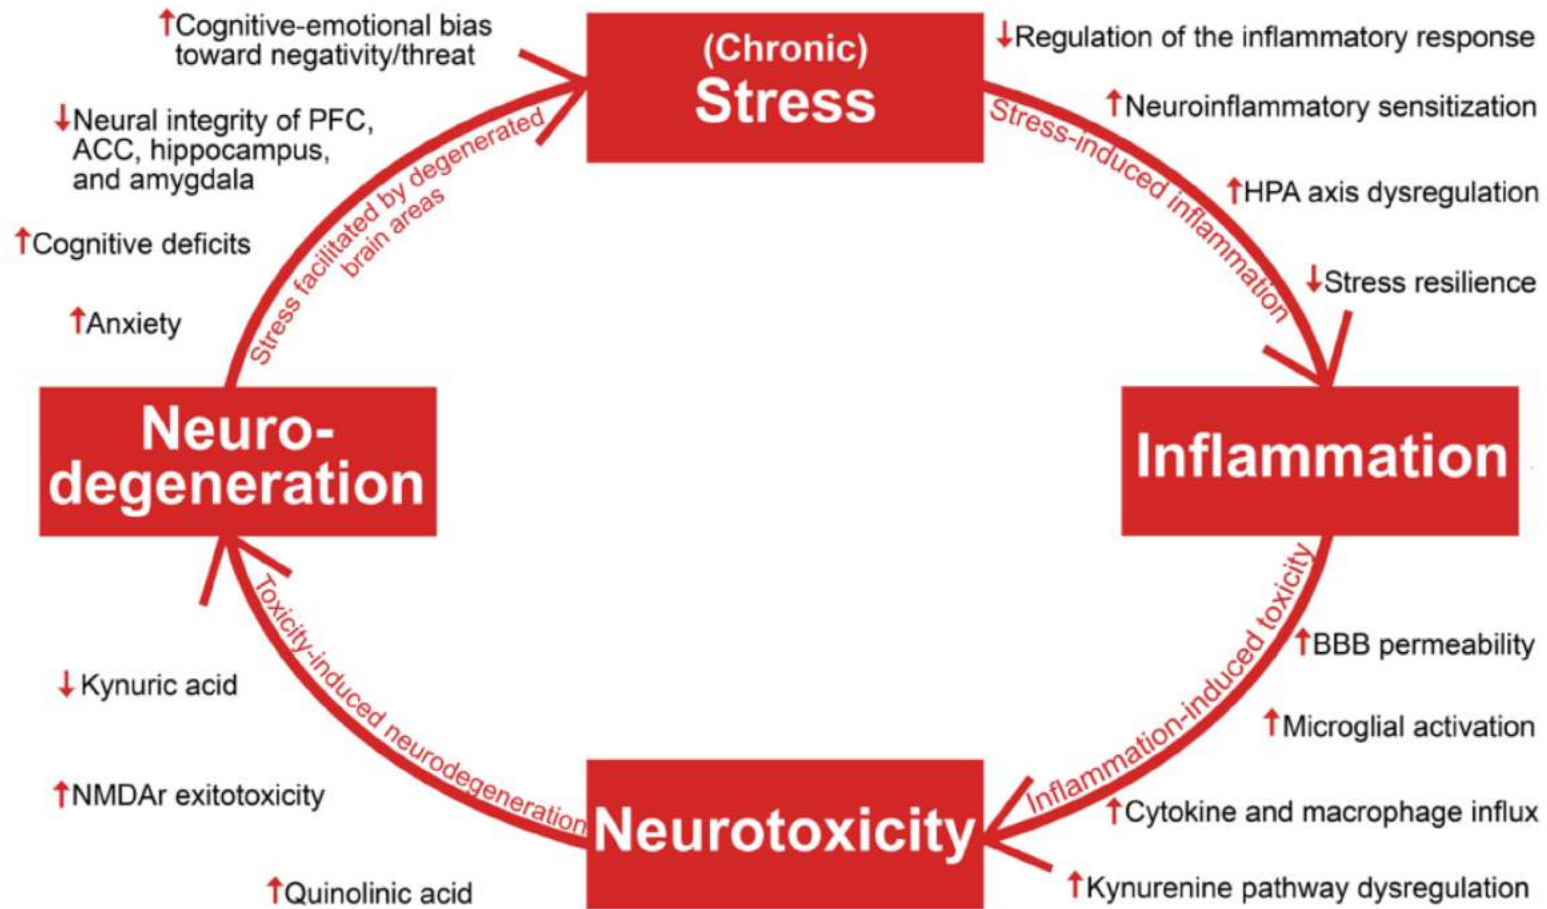 (Chronic)
Stress
↑Cognitive-emotional bias
toward negativity/threat
↓Neural integrity of PFC,
ACC, hippocampus,
and amygdala
↑Cognitive deficits
↑Anxiety
Stress facilitated by degenerated
brain areas
↓Regulation of the inflammatory response
↑Neuroinflammatory sensitization
↑HPA axis dysregulation
↓Stress resilience
Stress-induced inflammation
Neuro-
degeneration
Inflammation
Inflammation-induced toxicity
↑BBB permeability
↑Microglial activation
↑Cytokine and macrophage influx
↑Kynurenine pathway dysregulation
Neurotoxicity
Toxicity-induced neurodegeneration
↓Kynuric acid
↑NMDAr exitotoxicity
↑Quinolinic acid